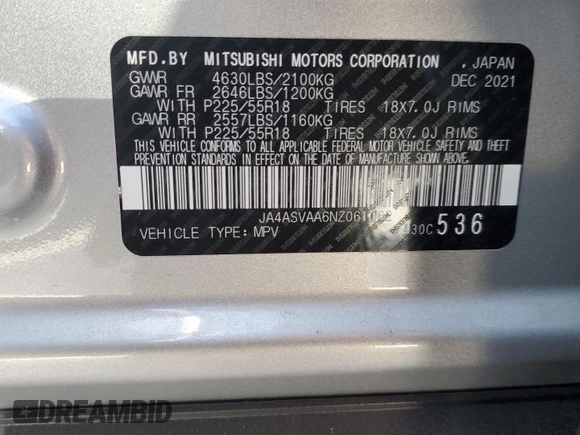 MFD.BY MITSUBISHI MOTORS CORPORATION , JAPAN
GVWR 4630LBS/2100KG DEC 2021
GAWR FR 2646LBS/1200KG
WITH P225/55R18 TIRES 18X7.0J RIMS
GAWR RR 2557LBS/1160KG
WITH P225/55R18 TIRES 18X7.0J RIMS
THIS VEHICLE CONFORMS TO ALL APPLICABLE FEDERAL MOTOR VEHICLE SAFETY AND THEFT
PREVENTION STANDARDS IN EFFECT ON THE DATE OF MANUFACTURE SHOWN ABOVE.
VEHICLE TYPE:MPV
536
DREAMBID